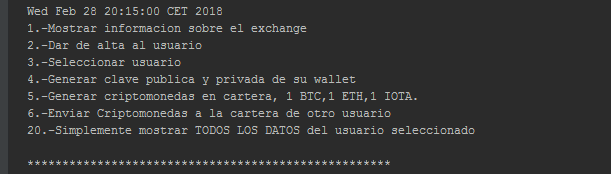 Wed Feb 28 20:15:00 CET 2018
1.-Mostrar informacion sobre el exchange
2.-Dar de alta al usuario
3.-Seleccionar usuario
4.-Generar clave publica y privada de su wallet
5.-Generar criptomonedas en cartera, 1 BTC,1 ETH,1 IOTA.
6.-Enviar Criptomonedas a la cartera de otro usuario
20.-Simplemente mostrar TODOS LOS DATOS del usuario seleccionado
****************************************************